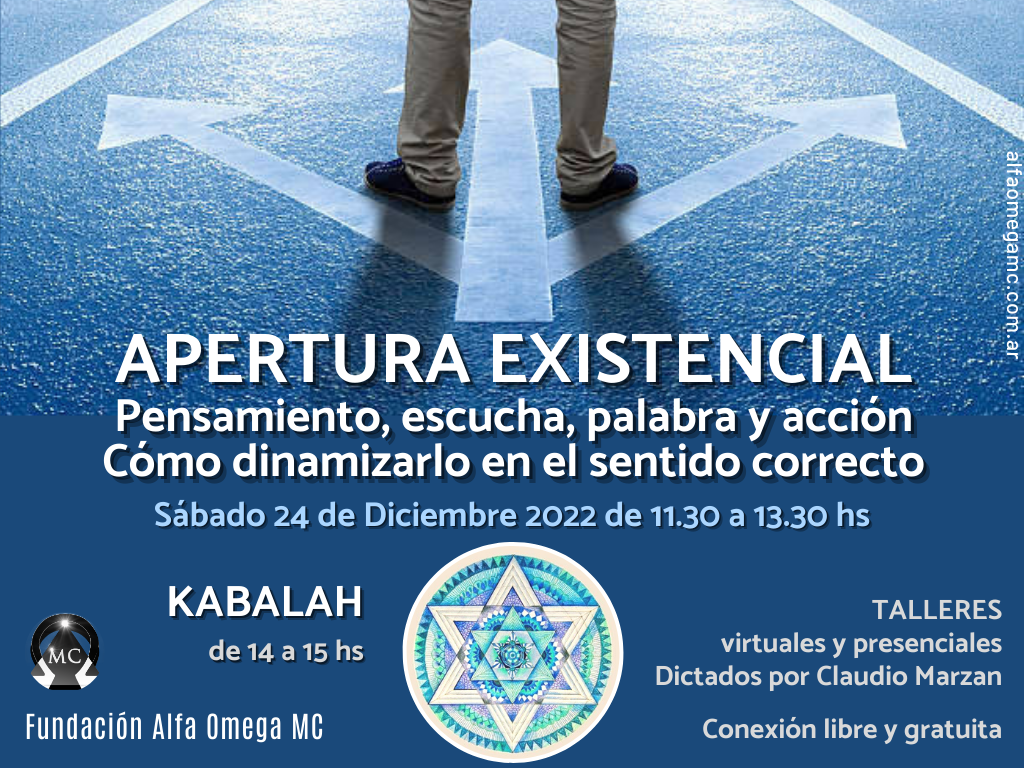 alfaomegamc.com.ar
APERTURA EXISTENCIAL
Pensamiento, escucha, palabra y acción
Cómo dinamizarlo en el sentido correcto
Sábado 24 de Diciembre 2022 de 11.30 a 13.30 hs
KABALAH
de 14 a 15 hs
MC
Fundación Alfa Omega MC
TALLERES
virtuales y presenciales
Dictados por Claudio Marzan
Conexión libre y gratuita